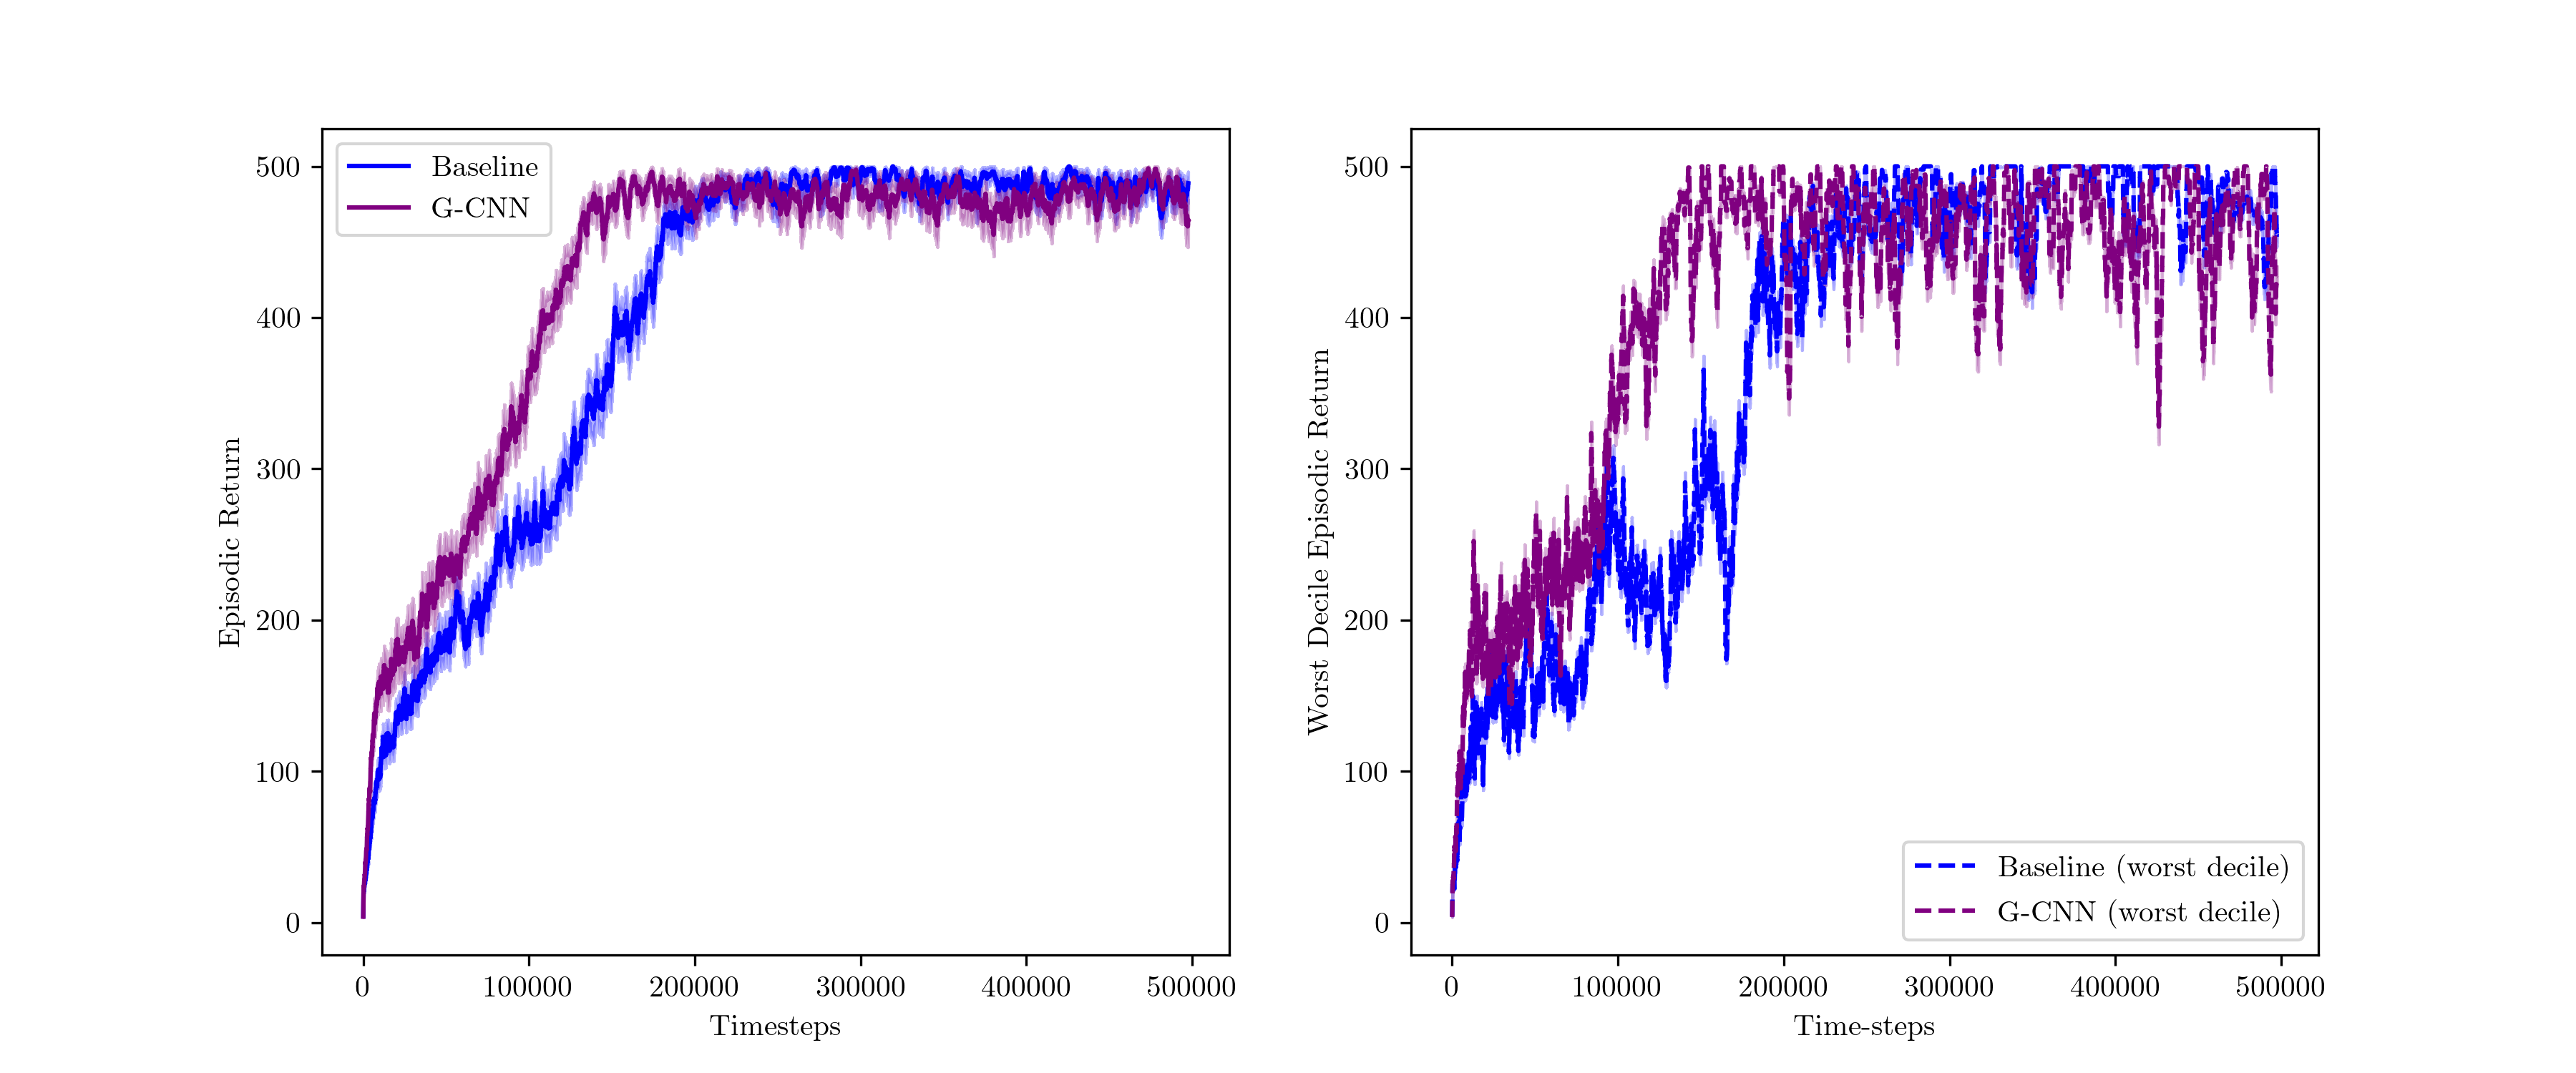 Baseline
G-CNN
Episodic Return
500
400
300
200
100
0
0 100000 200000 300000 400000 500000
Timesteps
Worst Decile Episodic Return
500
400
300
200
100
0
Baseline (worst decile)
G-CNN (worst decile)
0 100000 200000 300000 400000 500000
Time-steps